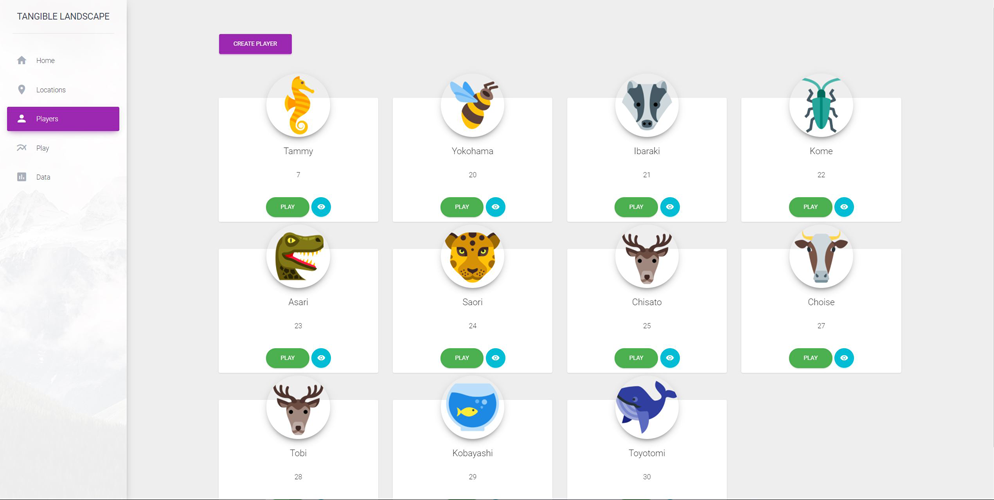 TANGIBLE LANDSCAPE
Home
Locations
Players
Play
Data
CREATE PLAYER
Tammy
7
PLAY
Yokohama
20
PLAY
Ibaraki
21
PLAY
Kome
22
PLAY
Asari
23
PLAY
Saori
24
PLAY
Chisato
25
PLAY
Choise
27
PLAY
Tobi
28
Kobayashi
29
Toyotomi
30